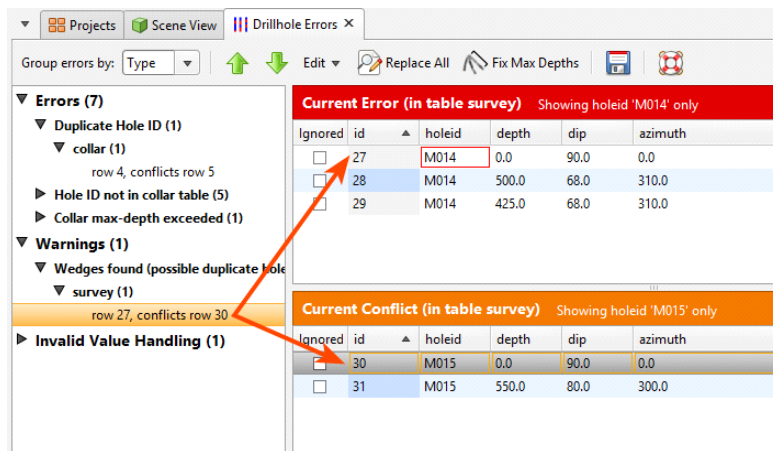 Projects Scene View Drillhole Errors
Group errors by: Type Edit Replace All Fix Max Depths
Errors (7)
Duplicate Hole ID (1)
collar (1)
row 4, conflicts row 5
Hole ID not in collar table (5)
Collar max-depth exceeded (1)
Warnings (1)
Wedges found (possible duplicate hole
survey (1)
row 27, conflicts row 30
Invalid Value Handling (1)
Current Error (in table survey) Showing holeid 'M014' only
Ignored id holeid depth dip azimuth
27 M014 0.0 90.0 0.0
28 M014 500.0 68.0 310.0
29 M014 425.0 68.0 310.0
Current Conflict (in table survey) Showing holeid 'M015' only
Ignored id holeid depth dip azimuth
30 M015 0.0 90.0 0.0
31 M015 550.0 80.0 300.0